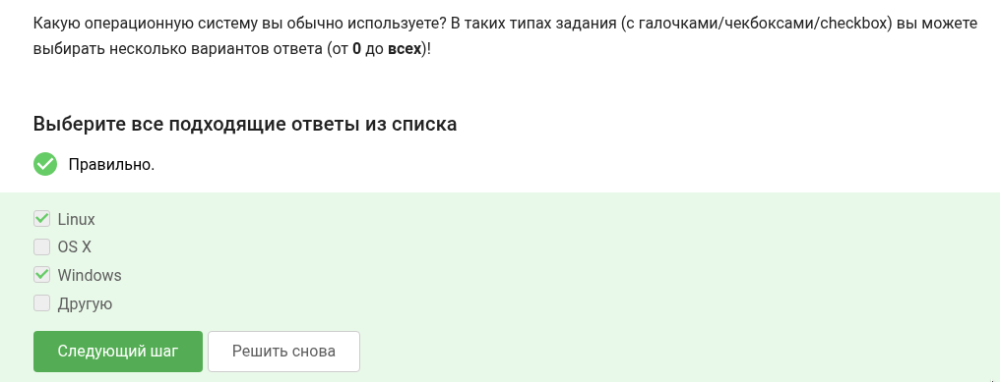 Какую операционную систему вы обычно используете? В таких типах задания (с галочками/чекбоксами/checkbox) вы можете
выбирать несколько вариантов ответа (от 0 до всех)!
Выберите все подходящие ответы из списка
Правильно.
Linux
OS X
Windows
Другую
Следующий шаг
Решить снова